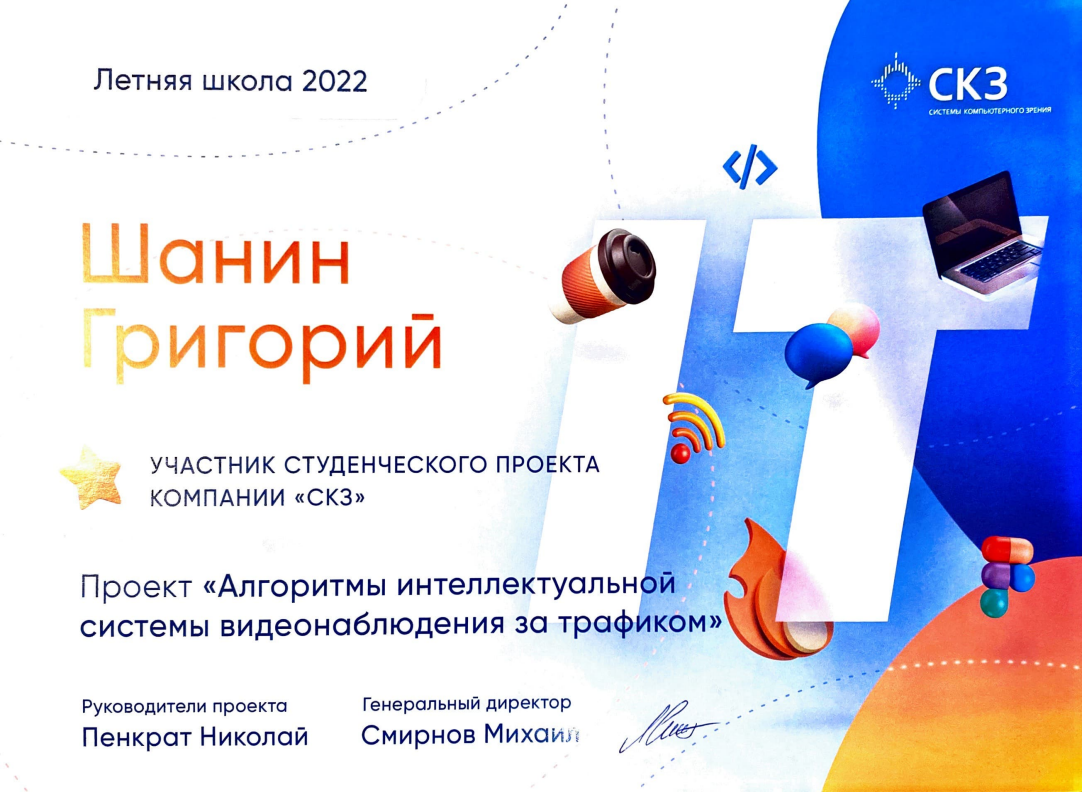 Летняя школа 2022
СКЗ
СИСТЕМЫ КОМПЬЮТЕРНОГО ЗРЕНИЯ
Шанин
Григорий
IT
УЧАСТНИК СТУДЕНЧЕСКОГО ПРОЕКТА
КОМПАНИИ «СКЗ»
Проект «Алгоритмы интеллектуальной
системы видеонаблюдения за трафиком»
Руководители проекта
Пенкрат Николай
Генеральный директор
Смирнов Михаил